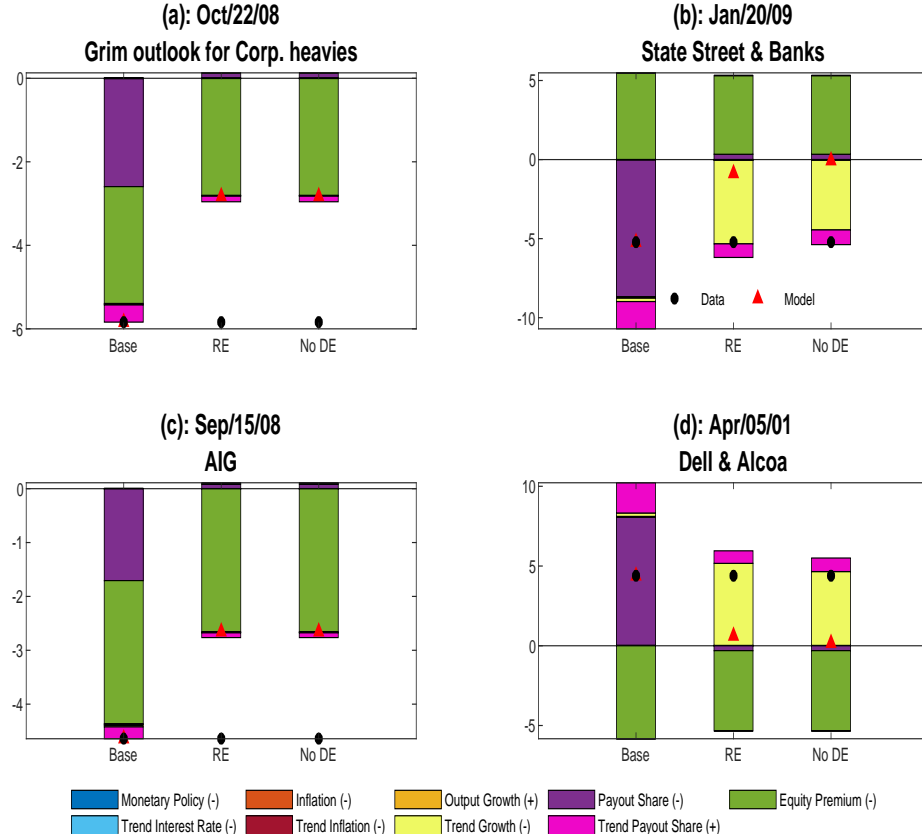 (a): Oct/22/08
Grim outlook for Corp. heavies
0
-2
-4
-6
Base RE No DE
(b): Jan/20/09
State Street & Banks
5
0
-5
-10
Data Model
Base RE No DE
(c): Sep/15/08
AIG
0
-1
-2
-3
-4
Base RE No DE
(d): Apr/05/01
Dell & Alcoa
10
5
0
-5
Base RE No DE
Monetary Policy (-) Inflation (-) Output Growth (+) Payout Share (-) Equity Premium (-)
Trend Interest Rate (-) Trend Inflation (-) Trend Growth (-) Trend Payout Share (+)